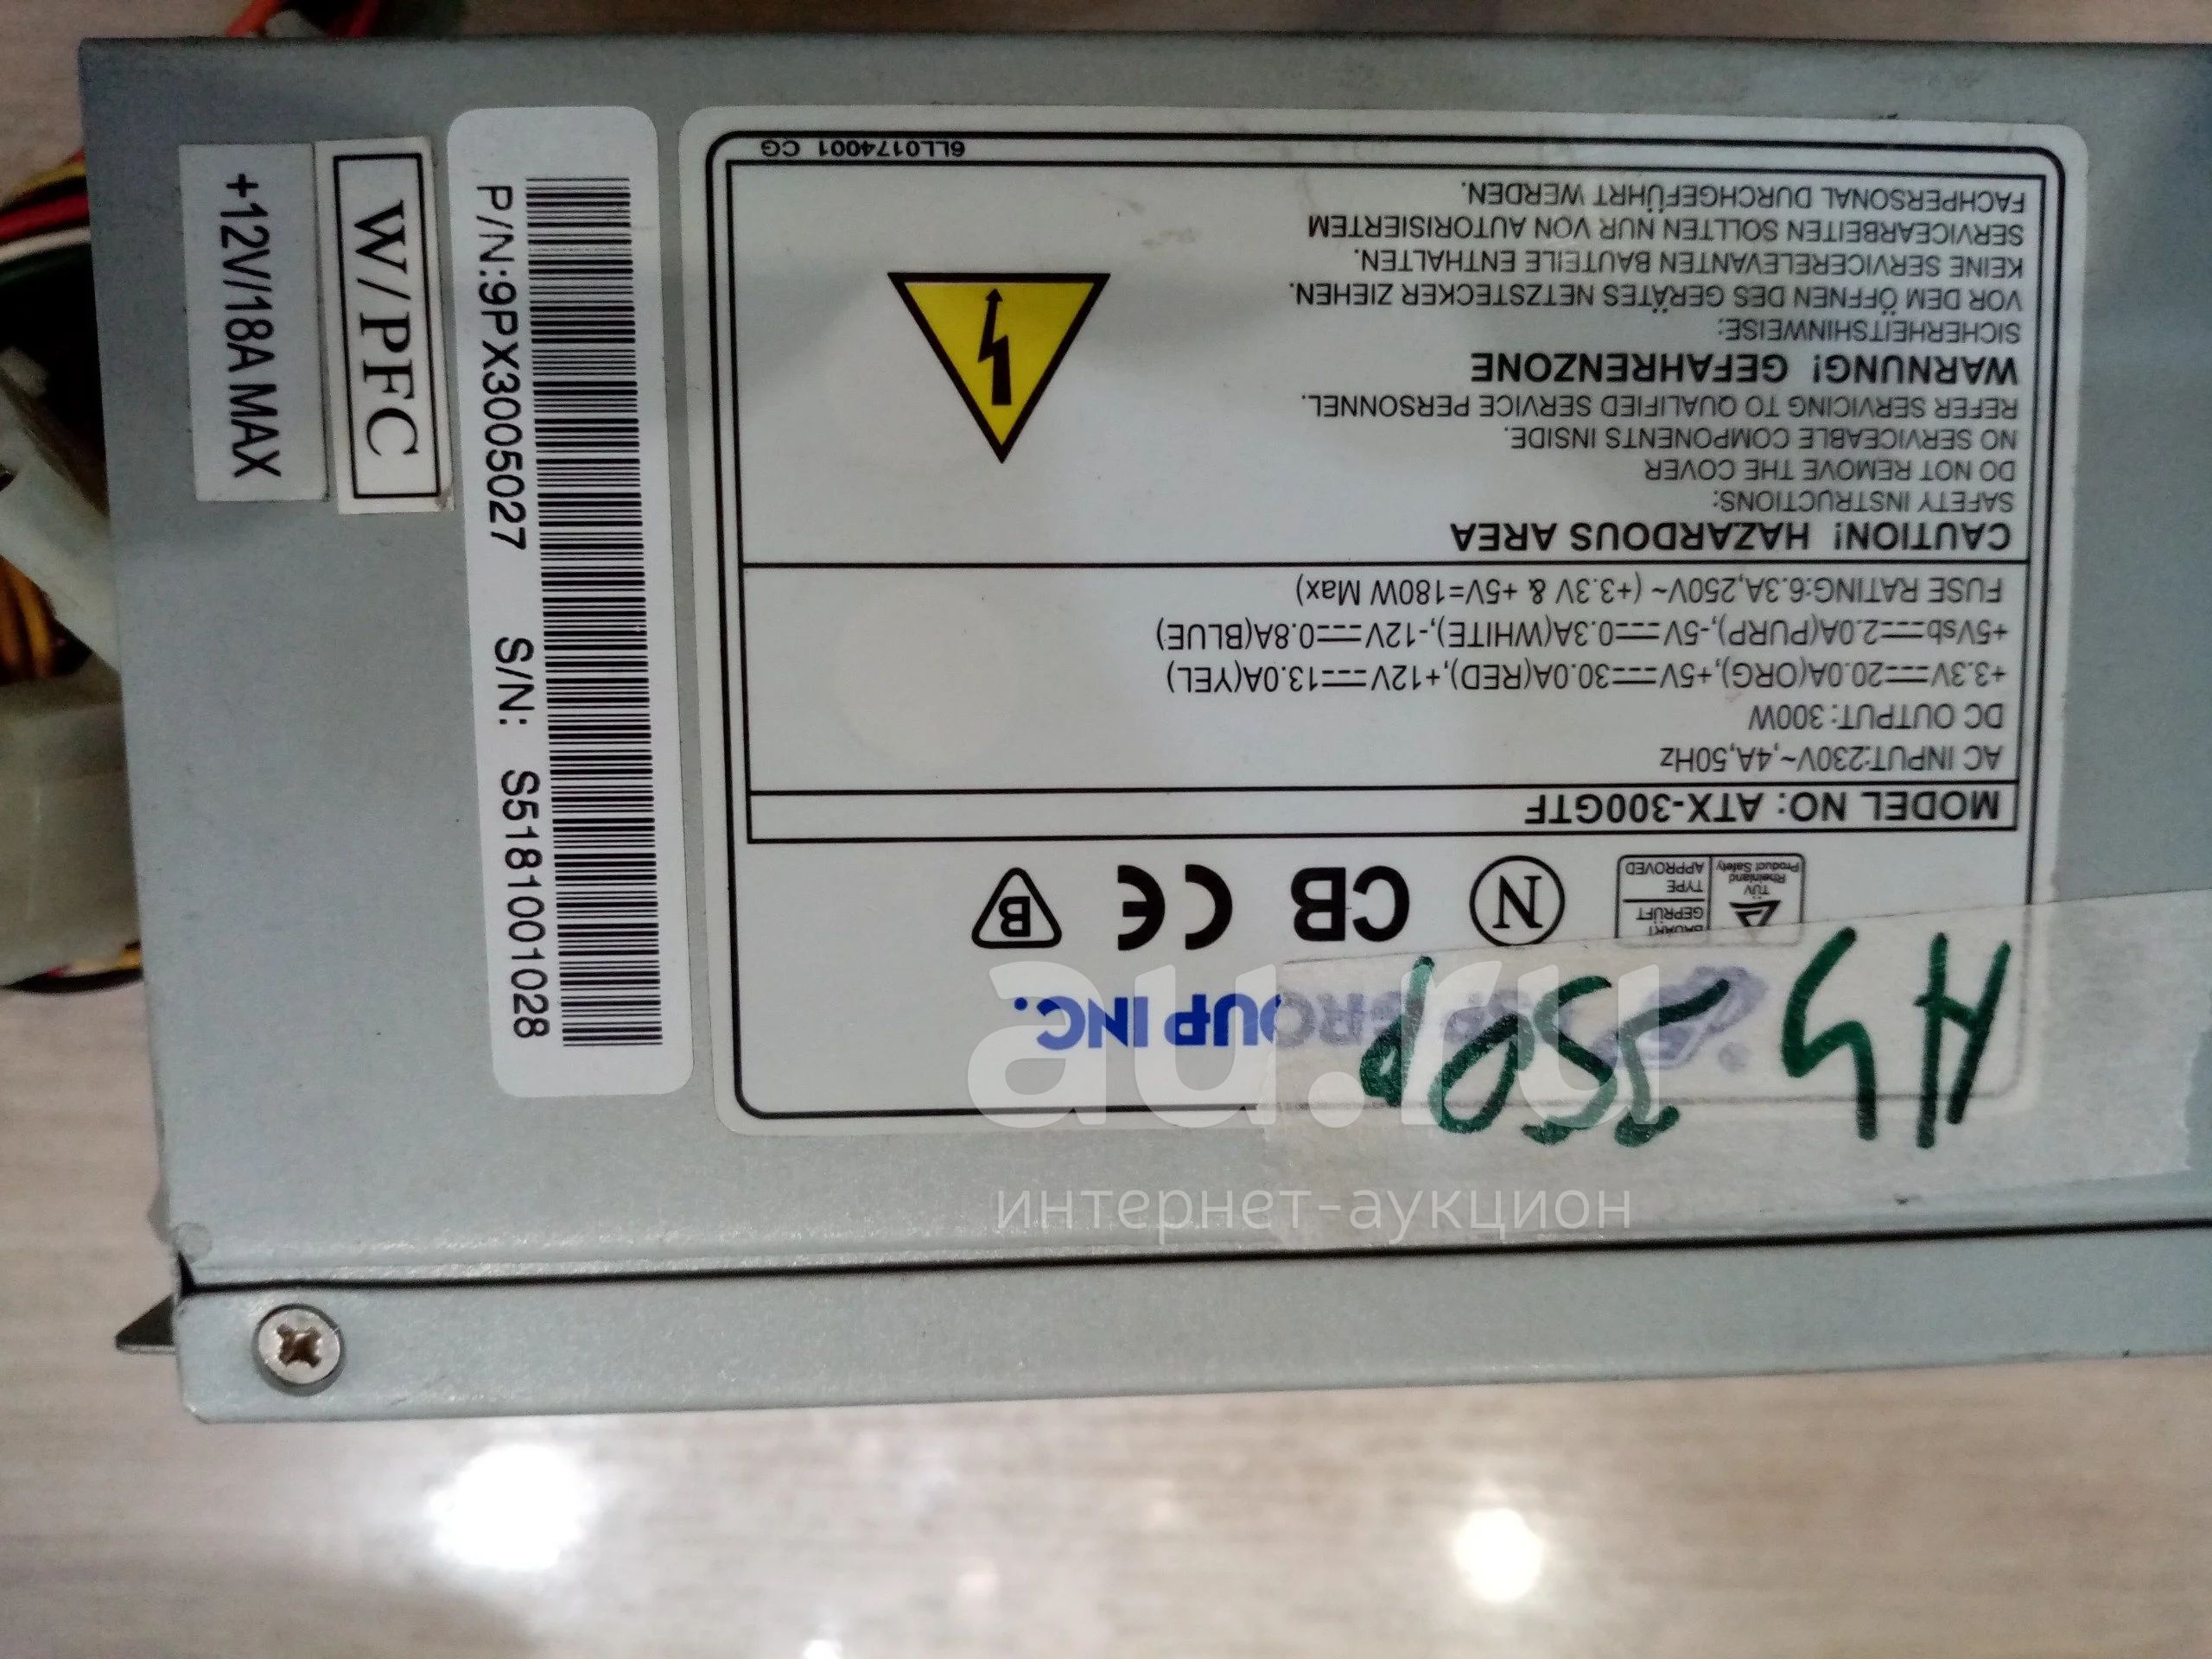 +12V/18A MAX
W/PFC
P/N:9PX3005027 S/N: S5181001028
GROUP INC.
BAUART
GEPRÜFT
TYPE
APPROVED
TÜV
Rheinland
Product Safety
N
CB
CE
B
MODEL NO: ATX-300GTF
AC INPUT:230V~,4A,50Hz
DC OUTPUT: 300W
+3.3V⎓20.0A(ORG),+5V⎓30.0A(RED),+12V⎓13.0A(YEL)
+5Vsb⎓2.0A(PURP),-5V⎓0.3A(WHITE),-12V⎓0.8A(BLUE)
FUSE RATING:6.3A,250V~ (+3.3V & +5V=180W Max)
CAUTION! HAZARDOUS AREA
SAFETY INSTRUCTIONS:
DO NOT REMOVE THE COVER
NO SERVICEABLE COMPONENTS INSIDE.
REFER SERVICING TO QUALIFIED SERVICE PERSONNEL.
WARNUNG! GEFAHRENZONE
SICHERHEITSHINWEISE:
VOR DEM ÖFFNEN DES GERÄTES NETZSTECKER ZIEHEN.
KEINE SERVICERELEVANTEN BAUTEILE ENTHALTEN.
SERVICEARBEITEN SOLLTEN NUR VON AUTORISIERTEM
FACHPERSONAL DURCHGEFÜHRT WERDEN.
6LL0174001 CG
au.ru
интернет-аукцион